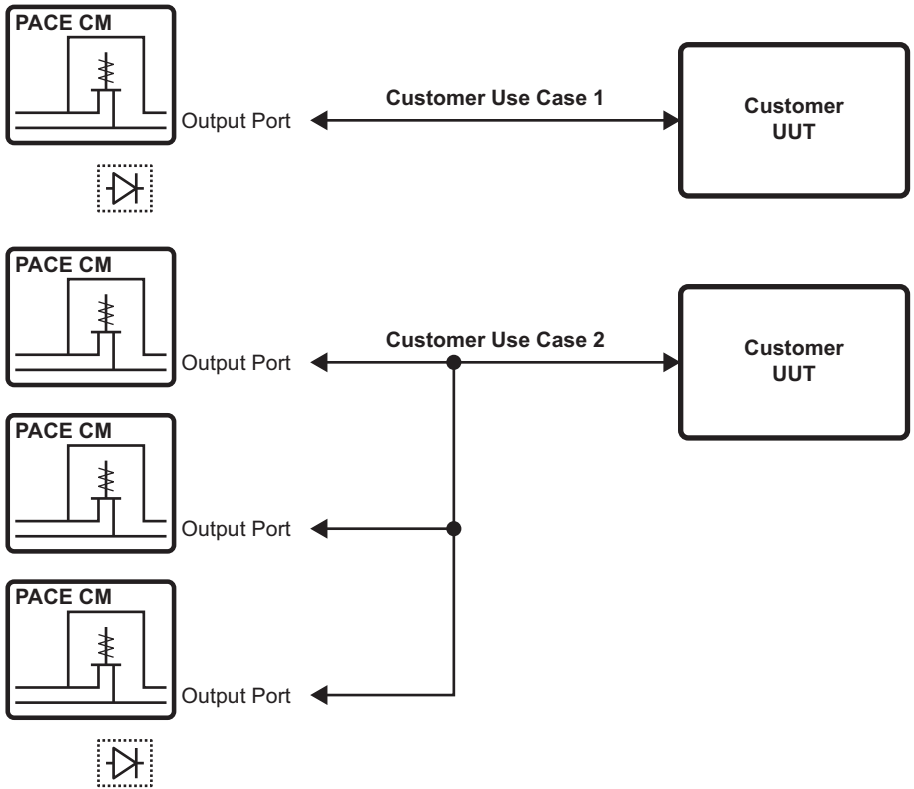 PACE CM
Output Port
Customer Use Case 1
Customer
UUT
PACE CM
Output Port
Customer Use Case 2
Customer
UUT
PACE CM
Output Port
PACE CM
Output Port